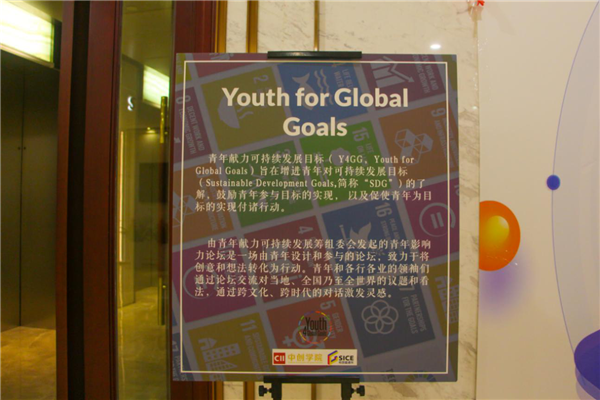 Youth for Global
Goals
青年献力可持续发展目标（ Y4GG，Youth for
Global Goals）旨在增进青年对可持续发展目标
（Sustainable Development Goals,简称“SDG”）的了
解，鼓励青年参与目标的实现， 以及促使青年为目
标的实现付诸行动。
由青年献力可持续发展筹组委会发起的青年影响
力论坛是一场由青年设计和参与的论坛，致力于将
创意和想法转化为行动。青年和各行各业的领袖们
通过论坛交流对当地、全国乃至全世界的议题和看
法，通过跨文化、跨时代的对话激发灵感。
Youth
CII 中创学院
SICE